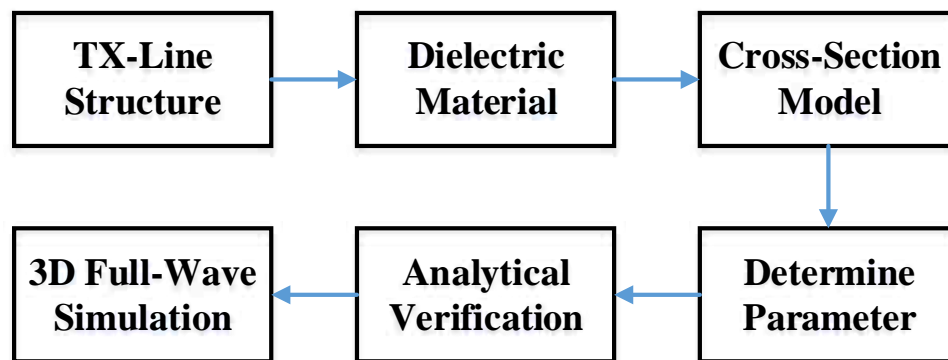 TX-Line
Structure
Dielectric
Material
Cross-Section
Model
3D Full-Wave
Simulation
Analytical
Verification
Determine
Parameter